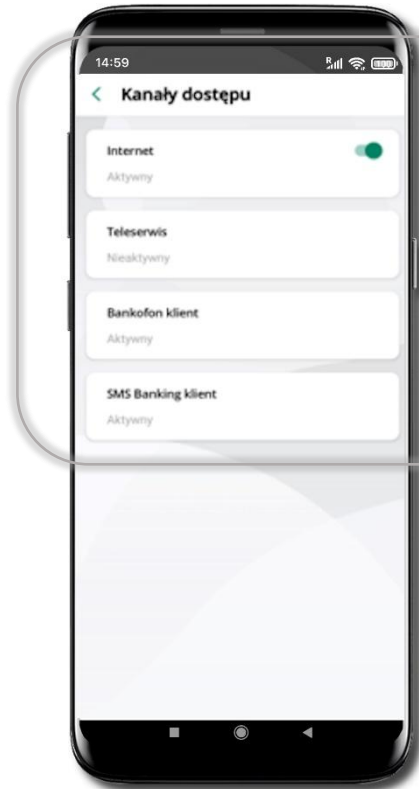 14:59
Kanały dostępu
Internet
Aktywny
Teleserwis
Nieaktywny
Bankofon klient
Aktywny
SMS Banking klient
Aktywny